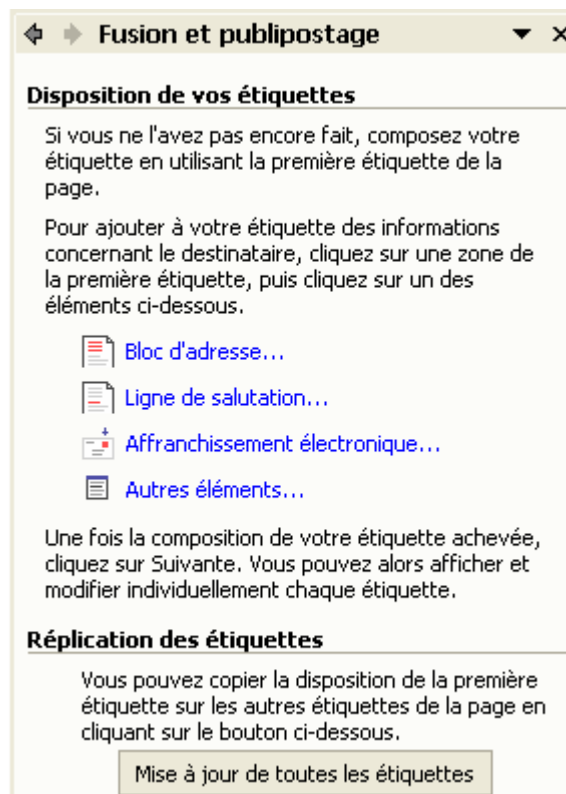 Fusion et publipostage
Disposition de vos étiquettes
Si vous ne l'avez pas encore fait, composez votre
étiquette en utilisant la première étiquette de la
page.
Pour ajouter à votre étiquette des informations
concernant le destinataire, cliquez sur une zone de
la première étiquette, puis cliquez sur un des
éléments ci-dessous.
Bloc d'adresse...
Ligne de salutation...
Affranchissement électronique...
Autres éléments...
Une fois la composition de votre étiquette achevée,
cliquez sur Suivante. Vous pouvez alors afficher et
modifier individuellement chaque étiquette.
Réplication des étiquettes
Vous pouvez copier la disposition de la première
étiquette sur les autres étiquettes de la page en
cliquant sur le bouton ci-dessous.
Mise à jour de toutes les étiquettes